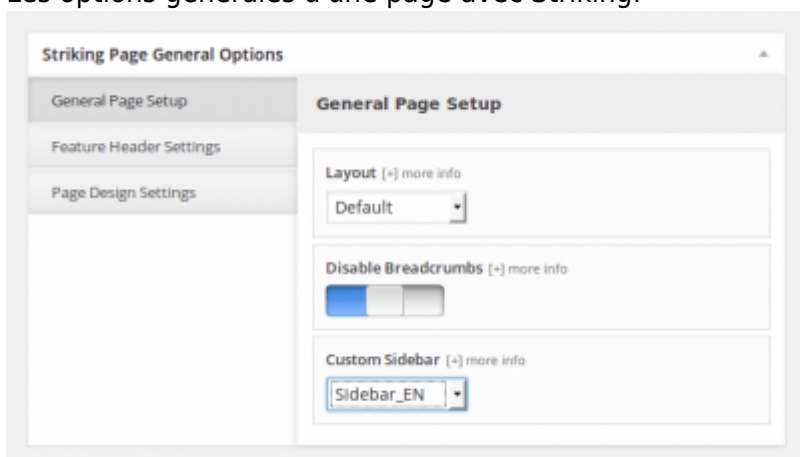 Les options générales d'une page avec Striking.
Striking Page General Options
General Page Setup
Feature Header Settings
Page Design Settings
General Page Setup
Layout [+] more info
Default
Disable Breadcrumbs [+] more info
Custom Sidebar [+] more info
Sidebar_EN